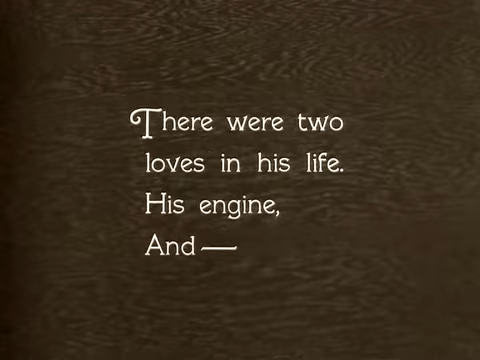 There were two
loves in his life.
His engine,
And —